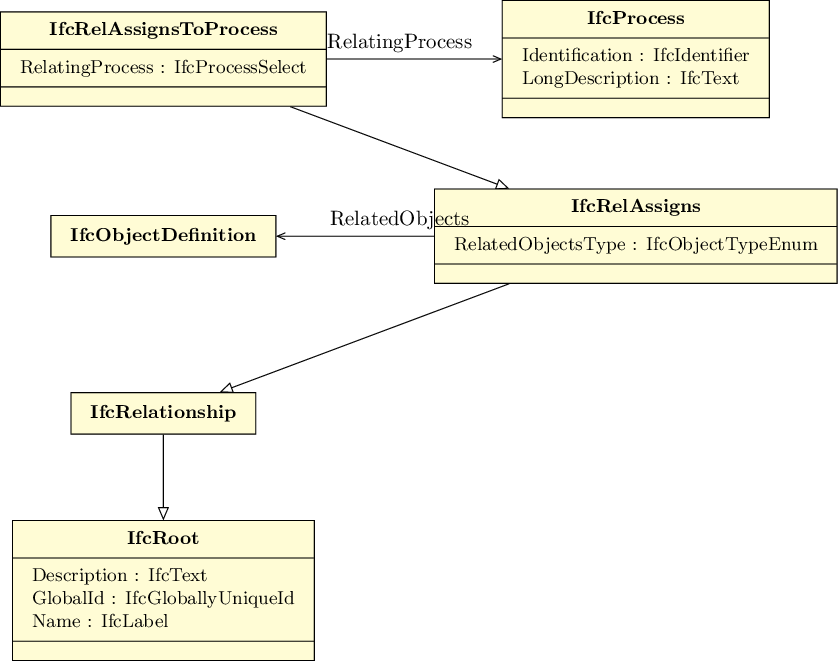 IfcRelAssignsToProcess
RelatingProcess : IfcProcessSelect
RelatingProcess
IfcProcess
Identification : IfcIdentifier
LongDescription : IfcText
IfcObjectDefinition
RelatedObjects
IfcRelAssigns
RelatedObjectsType : IfcObjectTypeEnum
IfcRelationship
IfcRoot
Description : IfcText
GlobalId : IfcGloballyUniqueId
Name : IfcLabel